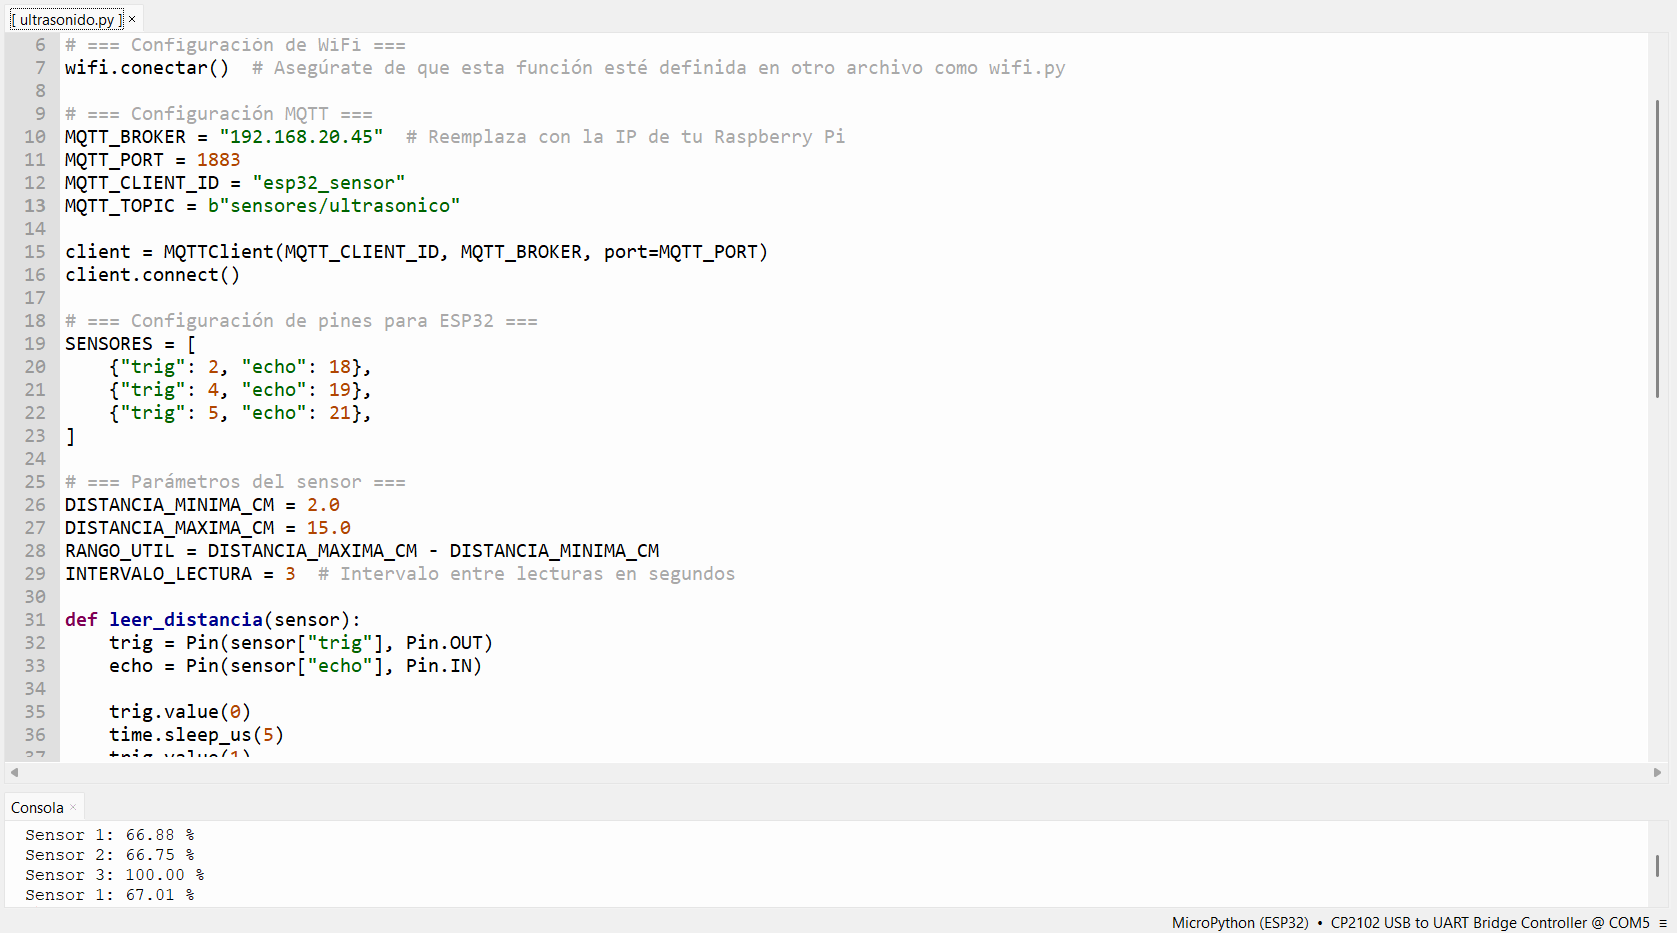 [ ultrasonido.py ] ×
6 # === Configuración de WiFi ===
7 wifi.conectar()  # Asegúrate de que esta función esté definida en otro archivo como wifi.py
8
9 # === Configuración MQTT ===
10 MQTT_BROKER = "192.168.20.45"  # Reemplaza con la IP de tu Raspberry Pi
11 MQTT_PORT = 1883
12 MQTT_CLIENT_ID = "esp32_sensor"
13 MQTT_TOPIC = b"sensores/ultrasonico"
14
15 client = MQTTClient(MQTT_CLIENT_ID, MQTT_BROKER, port=MQTT_PORT)
16 client.connect()
17
18 # === Configuración de pines para ESP32 ===
19 SENSORES = [
20     {"trig": 2, "echo": 18},
21     {"trig": 4, "echo": 19},
22     {"trig": 5, "echo": 21},
23 ]
24
25 # === Parámetros del sensor ===
26 DISTANCIA_MINIMA_CM = 2.0
27 DISTANCIA_MAXIMA_CM = 15.0
28 RANGO_UTIL = DISTANCIA_MAXIMA_CM - DISTANCIA_MINIMA_CM
29 INTERVALO_LECTURA = 3  # Intervalo entre lecturas en segundos
30
31 def leer_distancia(sensor):
32     trig = Pin(sensor["trig"], Pin.OUT)
33     echo = Pin(sensor["echo"], Pin.IN)
34
35     trig.value(0)
36     time.sleep_us(5)
37     trig.value(1)
Consola ×
Sensor 1: 66.88 %
Sensor 2: 66.75 %
Sensor 3: 100.00 %
Sensor 1: 67.01 %
MicroPython (ESP32) • CP2102 USB to UART Bridge Controller @ COM5 ≡